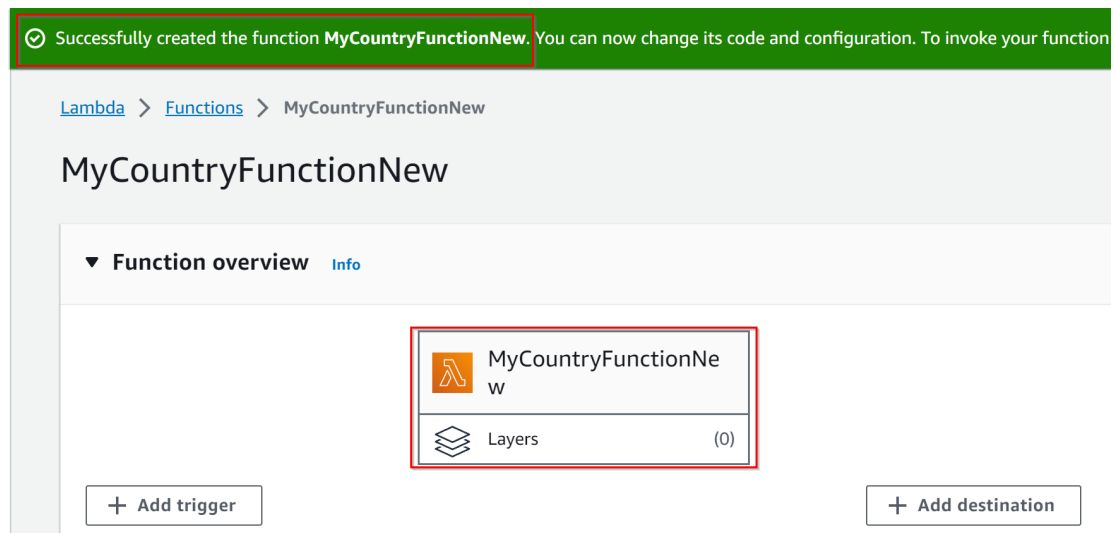 Successfully created the function MyCountryFunctionNew. You can now change its code and configuration. To invoke your function
Lambda > Functions > MyCountryFunctionNew
MyCountryFunctionNew
Function overview Info
MyCountryFunctionNe
w
Layers (0)
+ Add trigger
+ Add destination